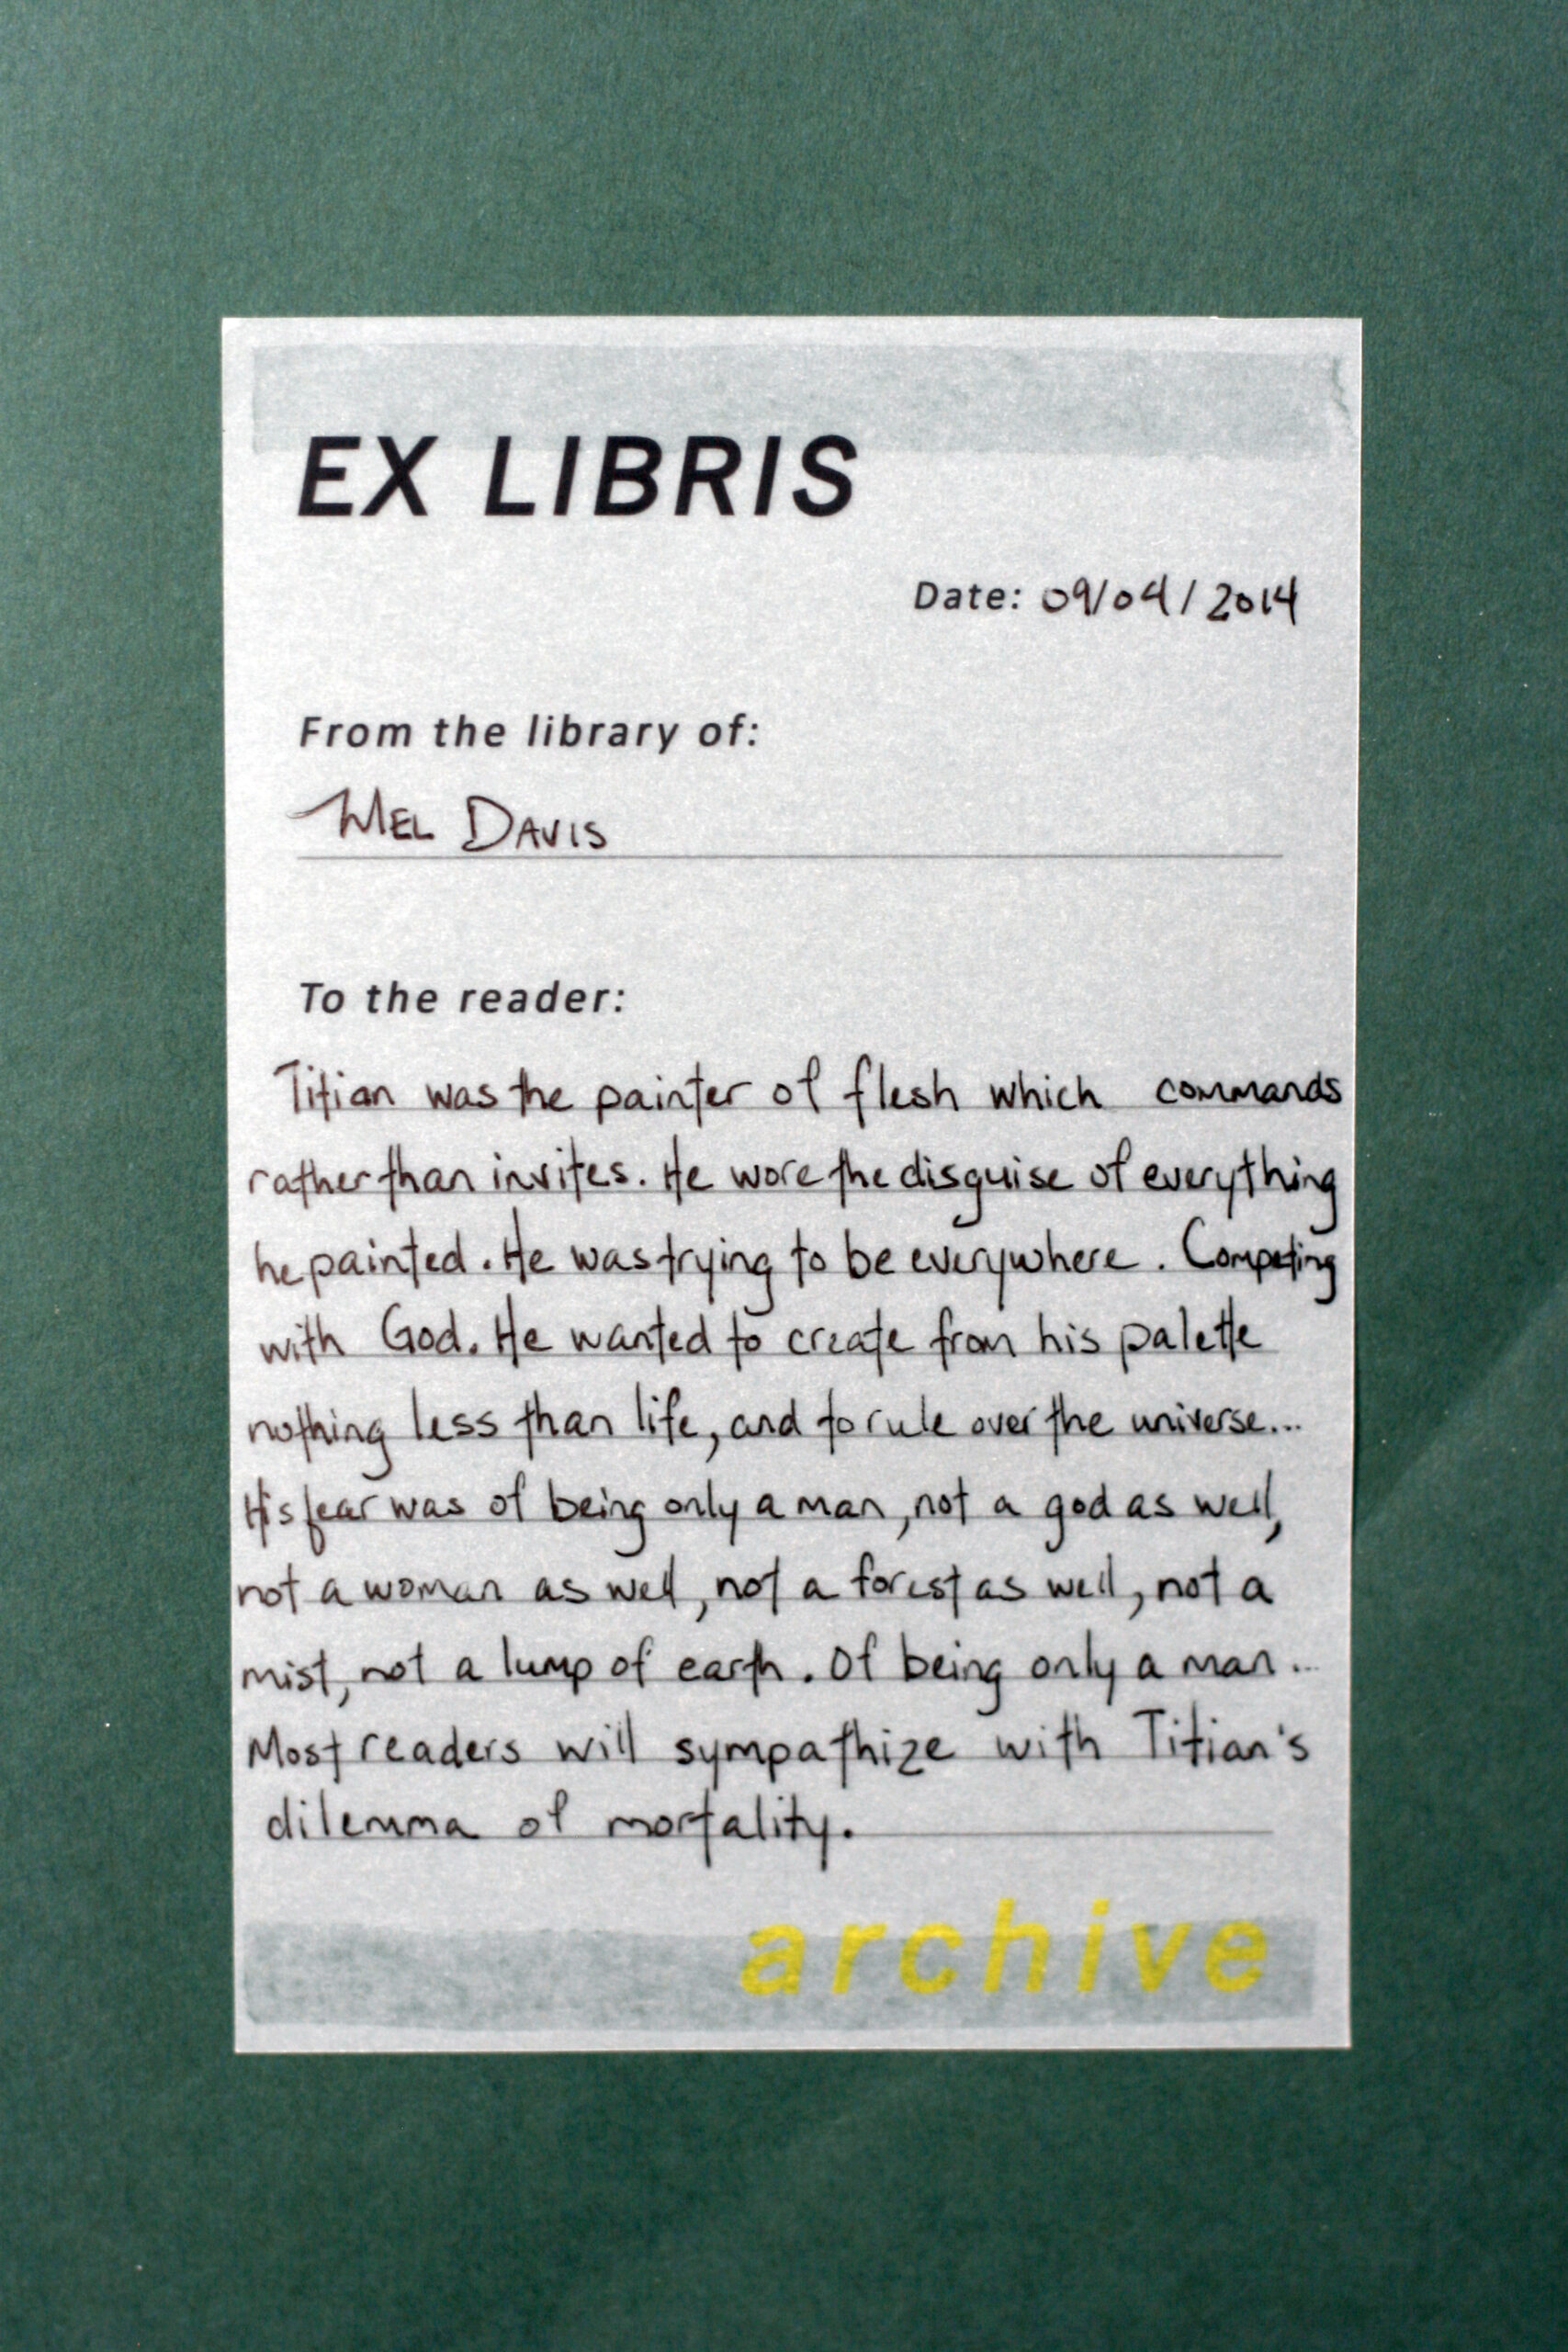 EX LIBRIS
Date: 09/04/2014
From the library of:
MEL DAVIS
To the reader:
Titian was the painter of flesh which commands
rather than invites. He wore the disguise of everything
he painted. He was trying to be everywhere. Competing
with God. He wanted to create from his palette
nothing less than life, and to rule over the universe...
His fear was of being only a man, not a god as well,
not a woman as well, not a forest as well, not a
mist, not a lump of earth. Of being only a man...
Most readers will sympathize with Titian's
dilemma of mortality.
archive